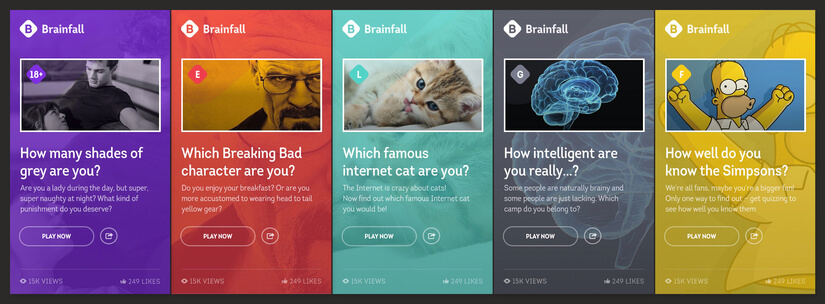 Brainfall
18+
How many shades of
grey are you?
Are you a lady during the day, but super,
super naughty at night? What kind of
punishment do you deserve?
PLAY NOW
15K VIEWS
249 LIKES
Brainfall
E
Which Breaking Bad
character are you?
Do you enjoy your breakfast? Or are you
more accustomed to wearing head to tail
yellow gear?
PLAY NOW
15K VIEWS
249 LIKES
Brainfall
L
Which famous
internet cat are you?
The Internet is crazy about cats!
Now find out which famous Internet cat
you would be!
PLAY NOW
15K VIEWS
249 LIKES
Brainfall
G
How intelligent are
you really...?
Some people are naturally brainy and
some people are just lacking. Which
camp do you belong to?
PLAY NOW
15K VIEWS
249 LIKES
Brainfall
F
How well do you
know the Simpsons?
We're all fans, maybe you're a bigger fan!
Only one way to find out - get quizzing to
see how well you know them
PLAY NOW
15K VIEWS
249 LIKES